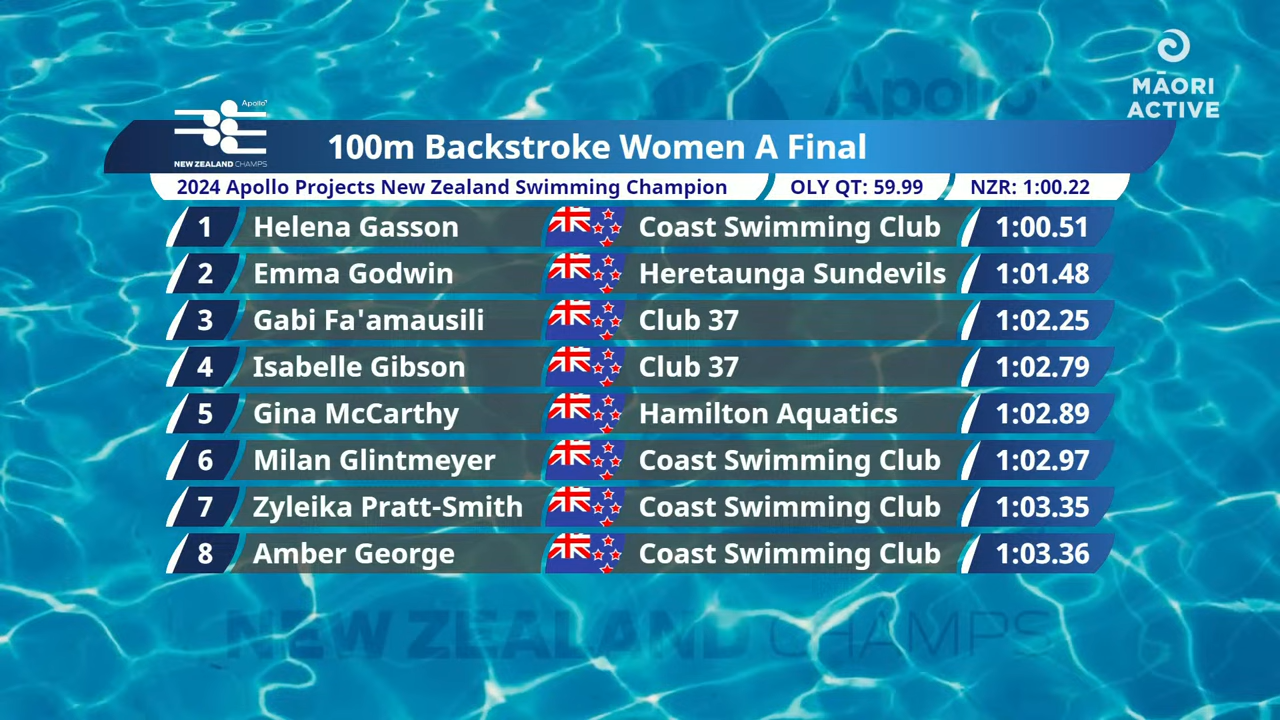 Apollo
MĀORI
ACTIVE
Apollo
NEW ZEALAND CHAMPS
100m Backstroke Women A Final
2024 Apollo Projects New Zealand Swimming Champion OLY QT: 59.99 NZR: 1:00.22
1 Helena Gasson Coast Swimming Club 1:00.51
2 Emma Godwin Heretaunga Sundevils 1:01.48
3 Gabi Fa'amausili Club 37 1:02.25
4 Isabelle Gibson Club 37 1:02.79
5 Gina McCarthy Hamilton Aquatics 1:02.89
6 Milan Glintmeyer Coast Swimming Club 1:02.97
7 Zyleika Pratt-Smith Coast Swimming Club 1:03.35
8 Amber George Coast Swimming Club 1:03.36
NEW ZEALAND CHAMPS